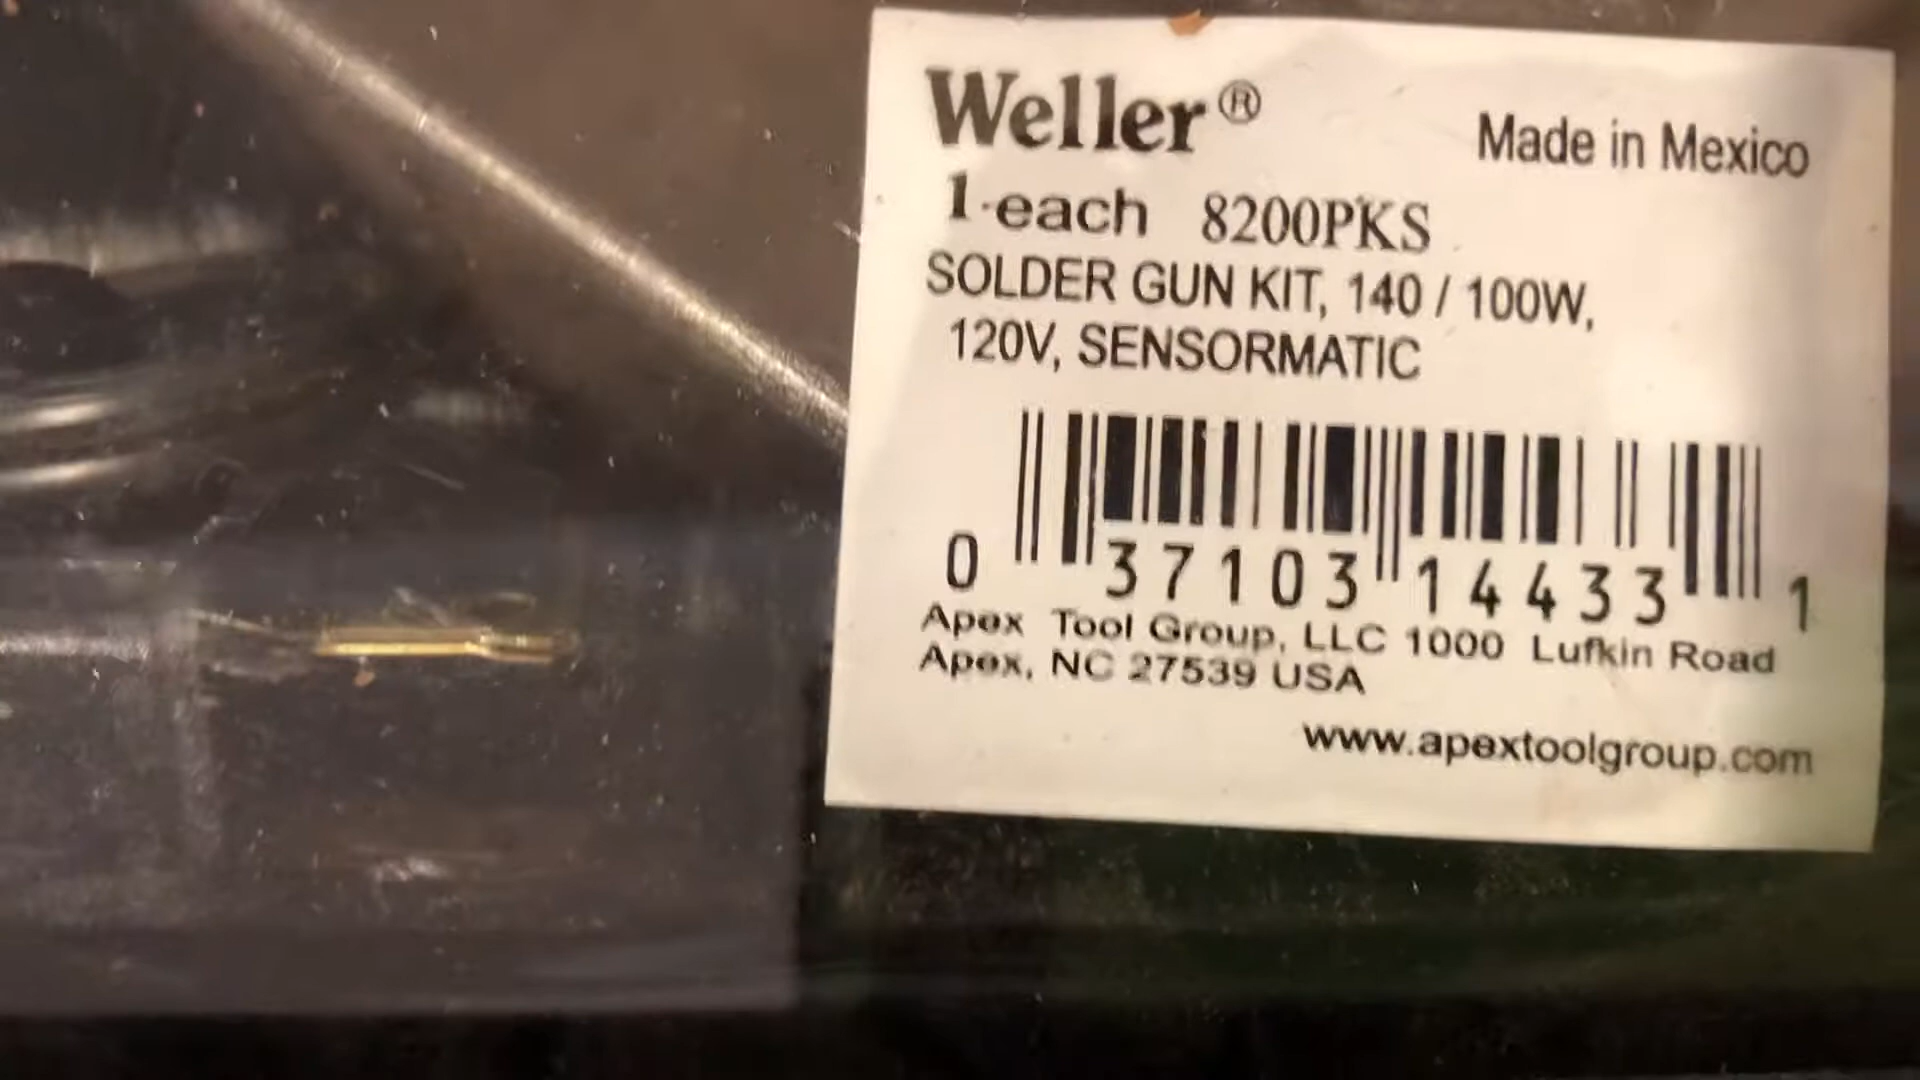 Weller®
Made in Mexico
1-each 8200PKS
SOLDER GUN KIT, 140 / 100W,
120V, SENSORMATIC
0 37103 14433 1
Apex Tool Group, LLC 1000 Lufkin Road
Apex, NC 27539 USA
www.apextoolgroup.com